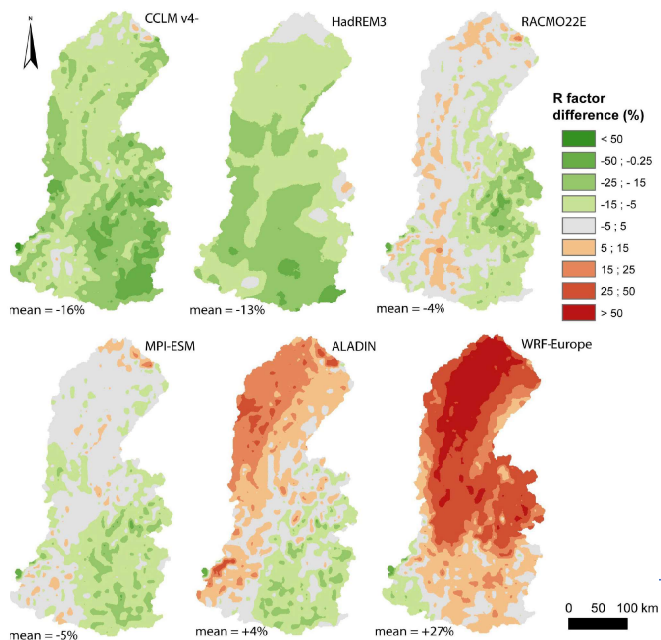 N
CCLM v4-
HadREM3
RACMO22E
R factor
difference (%)
< 50
-50 ; -0.25
-25 ; - 15
-15 ; -5
-5 ; 5
5 ; 15
15 ; 25
25 ; 50
> 50
mean = -16%
mean = -13%
mean = -4%
MPI-ESM
ALADIN
WRF-Europe
mean = -5%
mean = +4%
mean = +27%
0 50 100 km